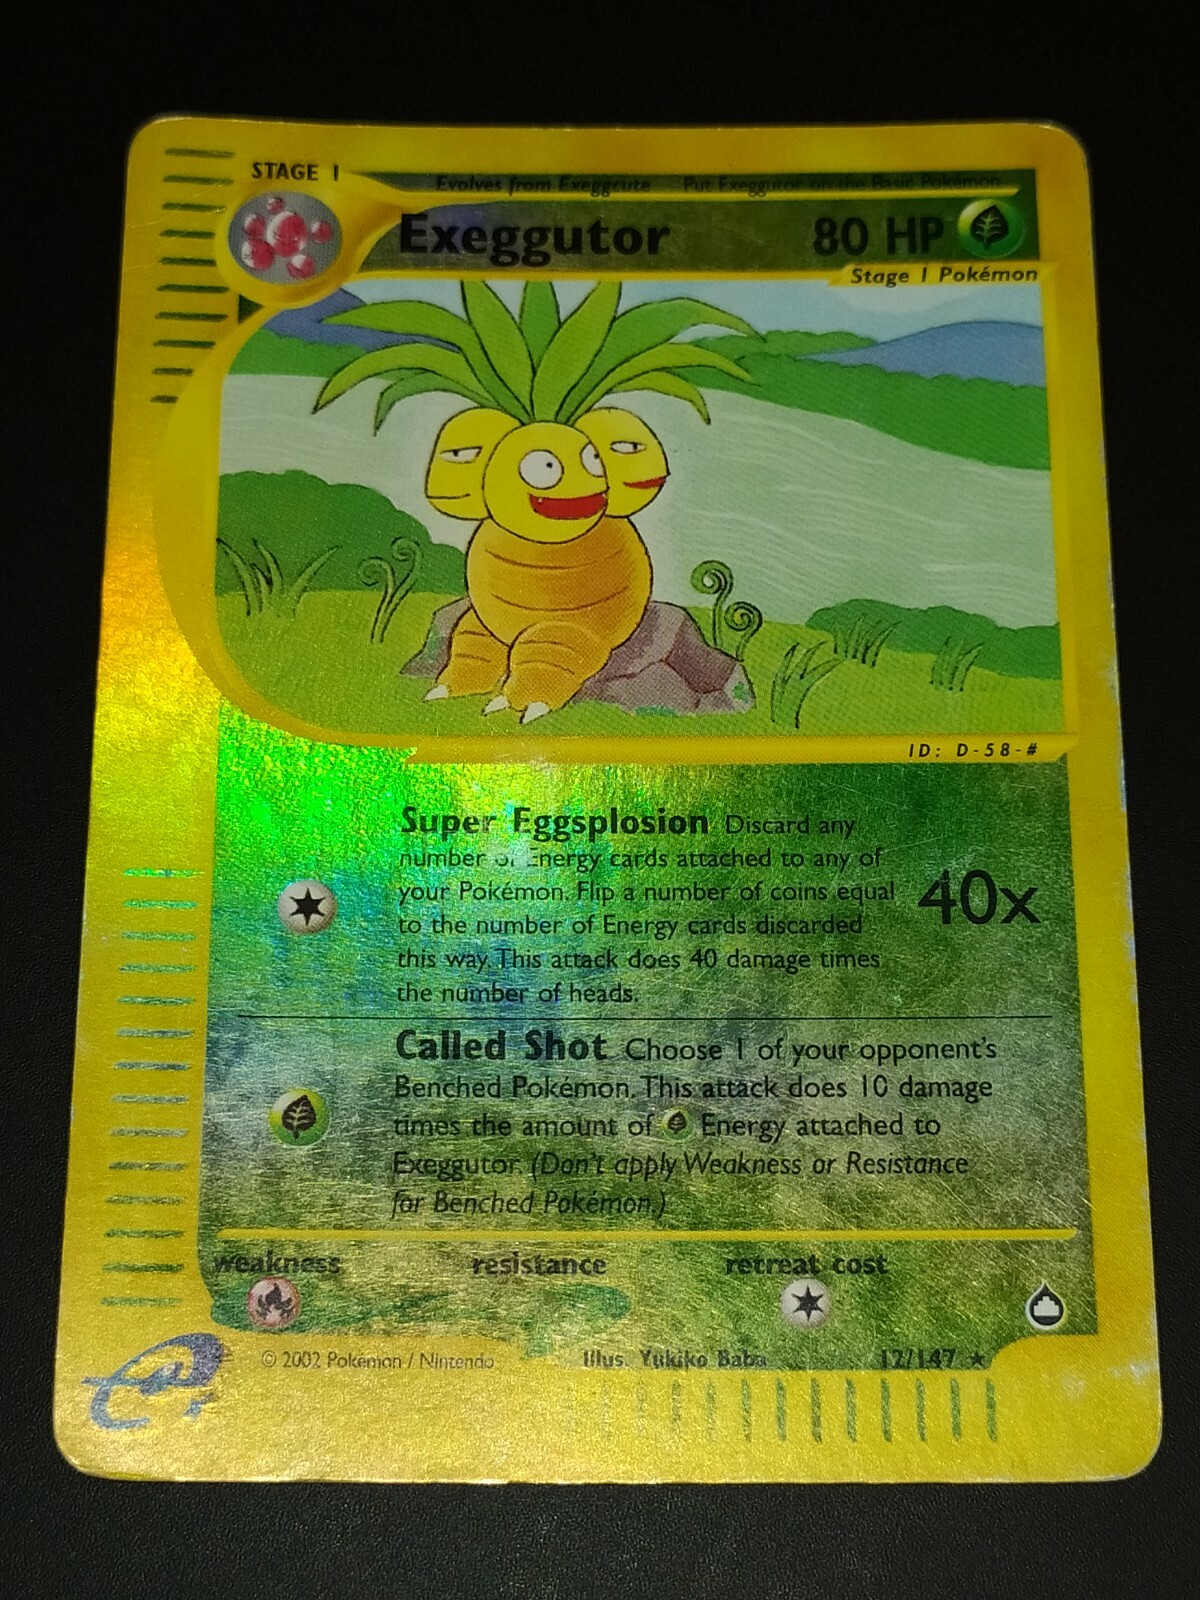 STAGE 1
Evolves from Exeggcute Put Exeggutor on the Basic Pokémon
Exeggutor 80 HP
Stage 1 Pokémon
ID: D-58-#
Super Eggsplosion Discard any
number of Energy cards attached to any of
your Pokémon. Flip a number of coins equal
to the number of Energy cards discarded
this way. This attack does 40 damage times
the number of heads.
40x
Called Shot Choose 1 of your opponent's
Benched Pokémon. This attack does 10 damage
times the amount of Energy attached to
Exeggutor. (Don't apply Weakness or Resistance
for Benched Pokémon.)
weakness resistance retreat cost
e
© 2002 Pokémon / Nintendo Illus. Yukiko Baba 12/147 ★